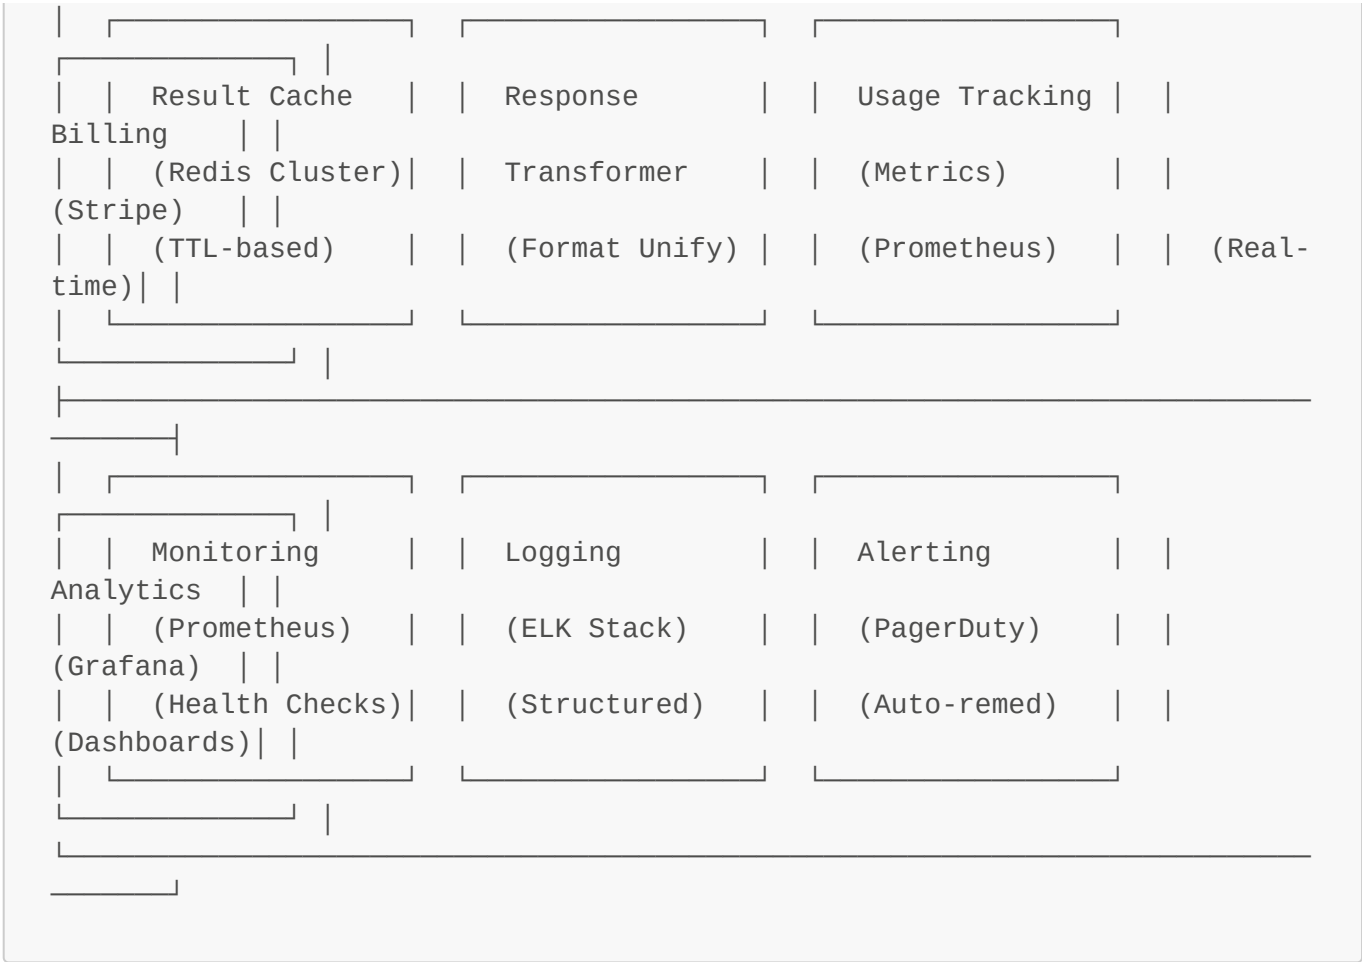 │  ┌────────────────┐  ┌───────────────┐  ┌────────────────┐
┌────────────┐ │
│  │  Result Cache   │  │  Response      │  │  Usage Tracking │  │
Billing    │ │
│  │  (Redis Cluster)│  │  Transformer    │  │  (Metrics)      │  │
(Stripe)   │ │
│  │  (TTL-based)    │  │  (Format Unify) │  │  (Prometheus)   │  │  (Real-
time)│ │
│  └────────────────┘  └───────────────┘  └────────────────┘
└────────────┘ │
├──────────────────────────────────────────────────────────────────
──────┤
│  ┌────────────────┐  ┌───────────────┐  ┌────────────────┐
┌────────────┐ │
│  │  Monitoring     │  │  Logging        │  │  Alerting       │  │
Analytics  │ │
│  │  (Prometheus)   │  │  (ELK Stack)    │  │  (PagerDuty)    │  │
(Grafana)  │ │
│  │  (Health Checks)│  │  (Structured)   │  │  (Auto-remed)   │  │
(Dashboards)│ │
│  └────────────────┘  └───────────────┘  └────────────────┘
└────────────┘ │
└──────────────────────────────────────────────────────────────────
──────┘